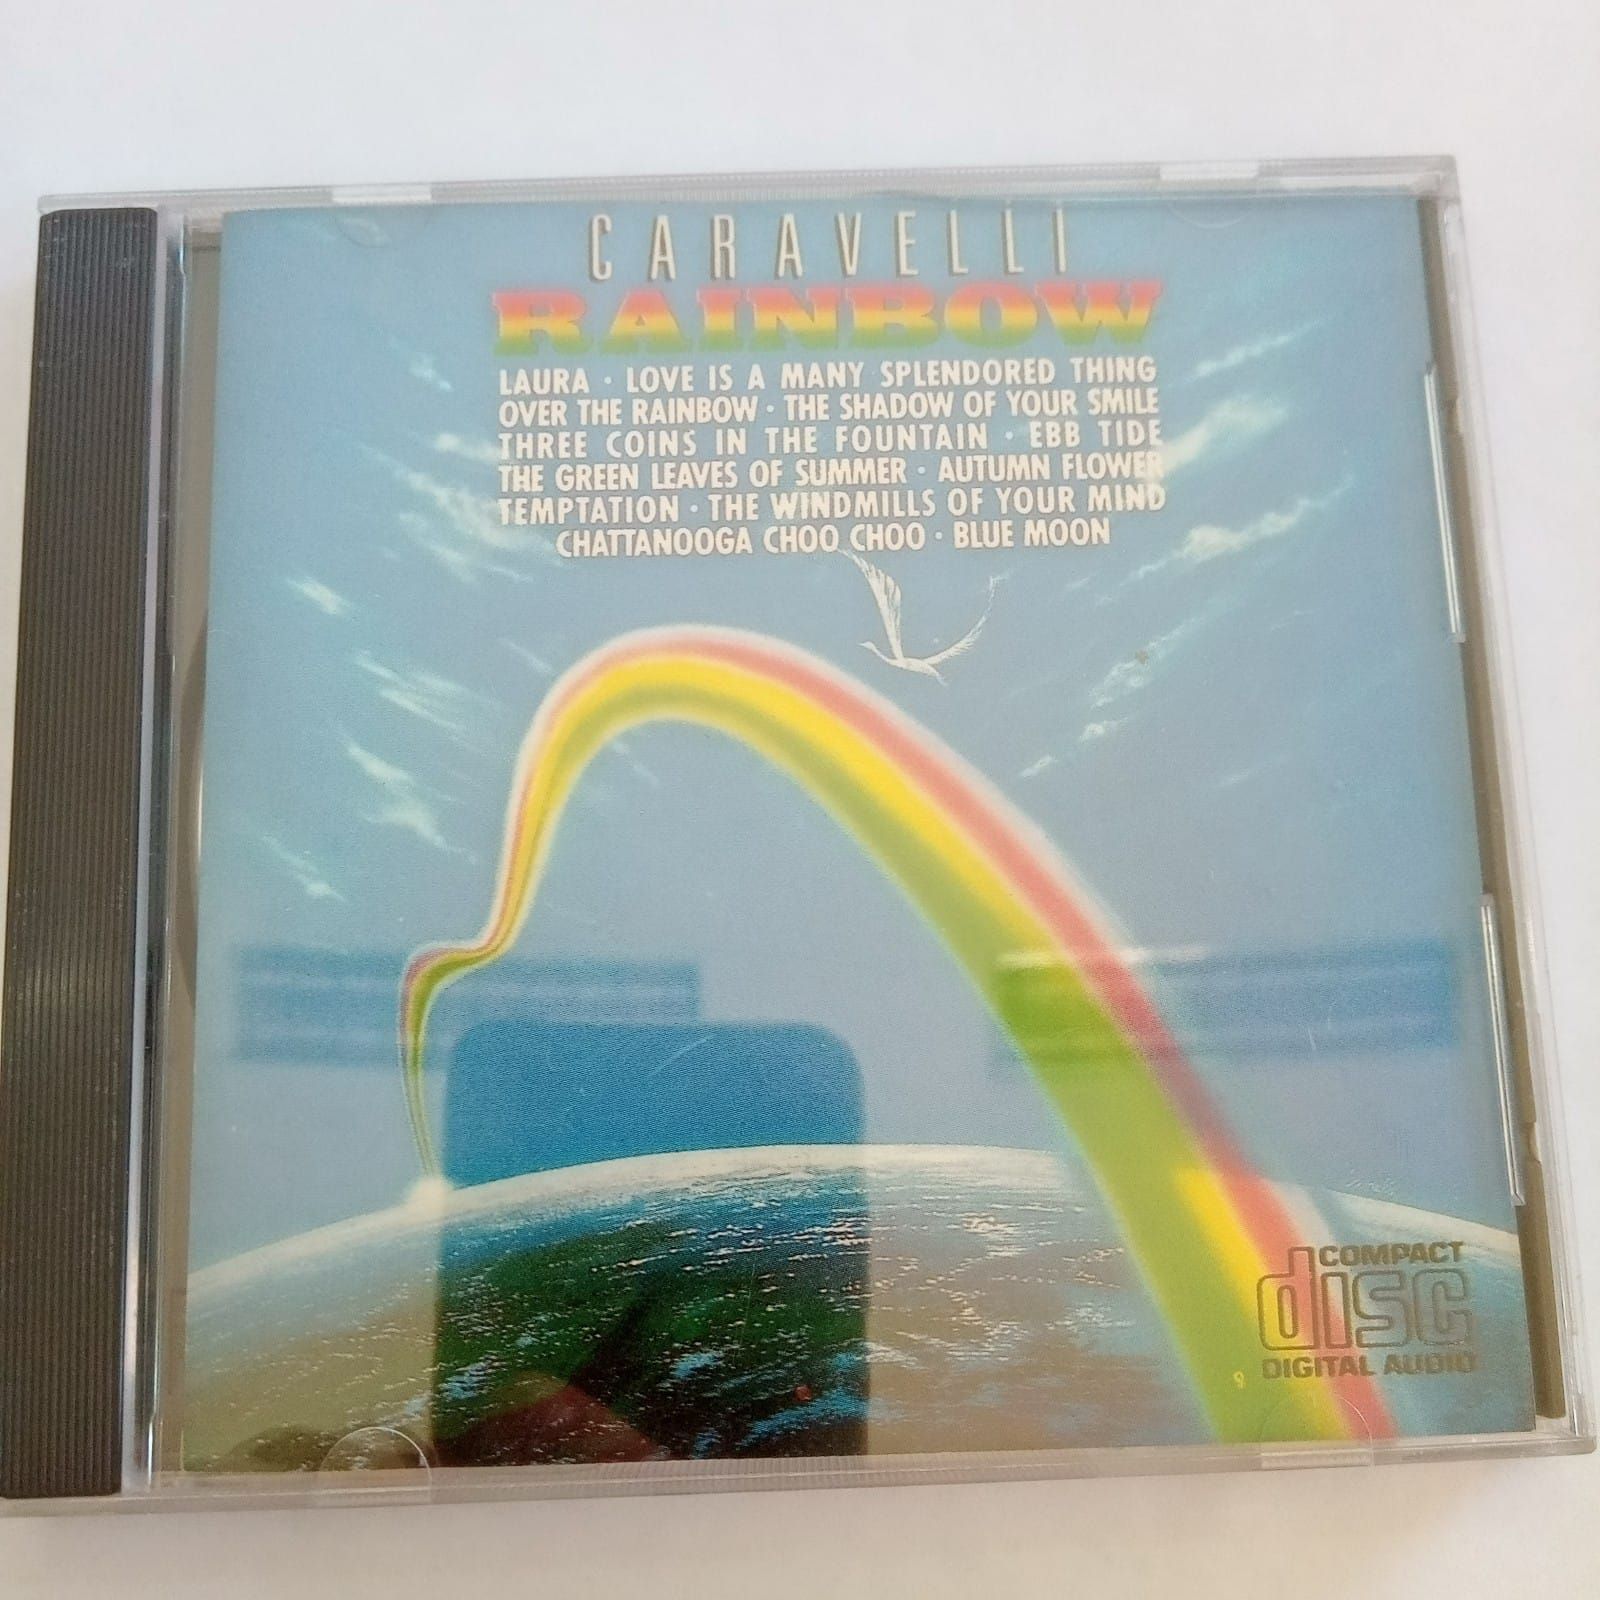 CARAVELLI
RAINBOW
LAURA · LOVE IS A MANY SPLENDORED THING
OVER THE RAINBOW · THE SHADOW OF YOUR SMILE
THREE COINS IN THE FOUNTAIN · EBB TIDE
THE GREEN LEAVES OF SUMMER · AUTUMN FLOWER
TEMPTATION · THE WINDMILLS OF YOUR MIND
CHATTANOOGA CHOO CHOO · BLUE MOON
COMPACT
disc
DIGITAL AUDIO